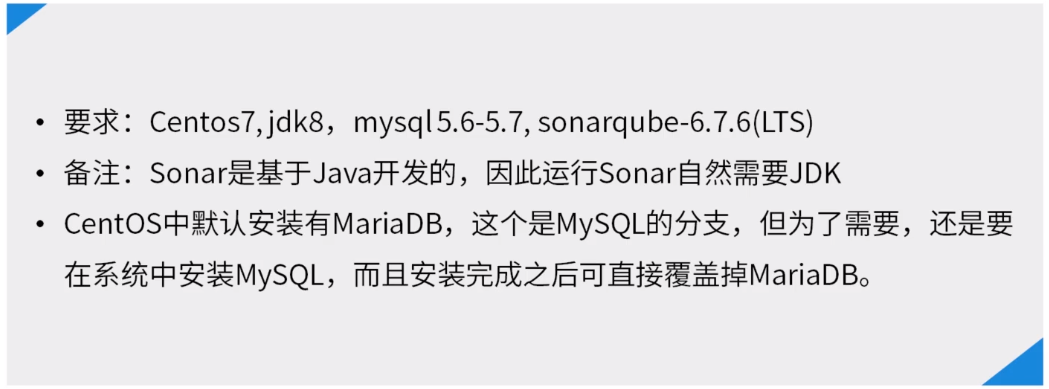 • 要求：Centos7, jdk8，mysql 5.6-5.7, sonarqube-6.7.6(LTS)
• 备注：Sonar是基于Java开发的，因此运行Sonar自然需要JDK
• CentOS中默认安装有MariaDB，这个是MySQL的分支，但为了需要，还是要
在系统中安装MySQL，而且安装完成之后可直接覆盖掉MariaDB。